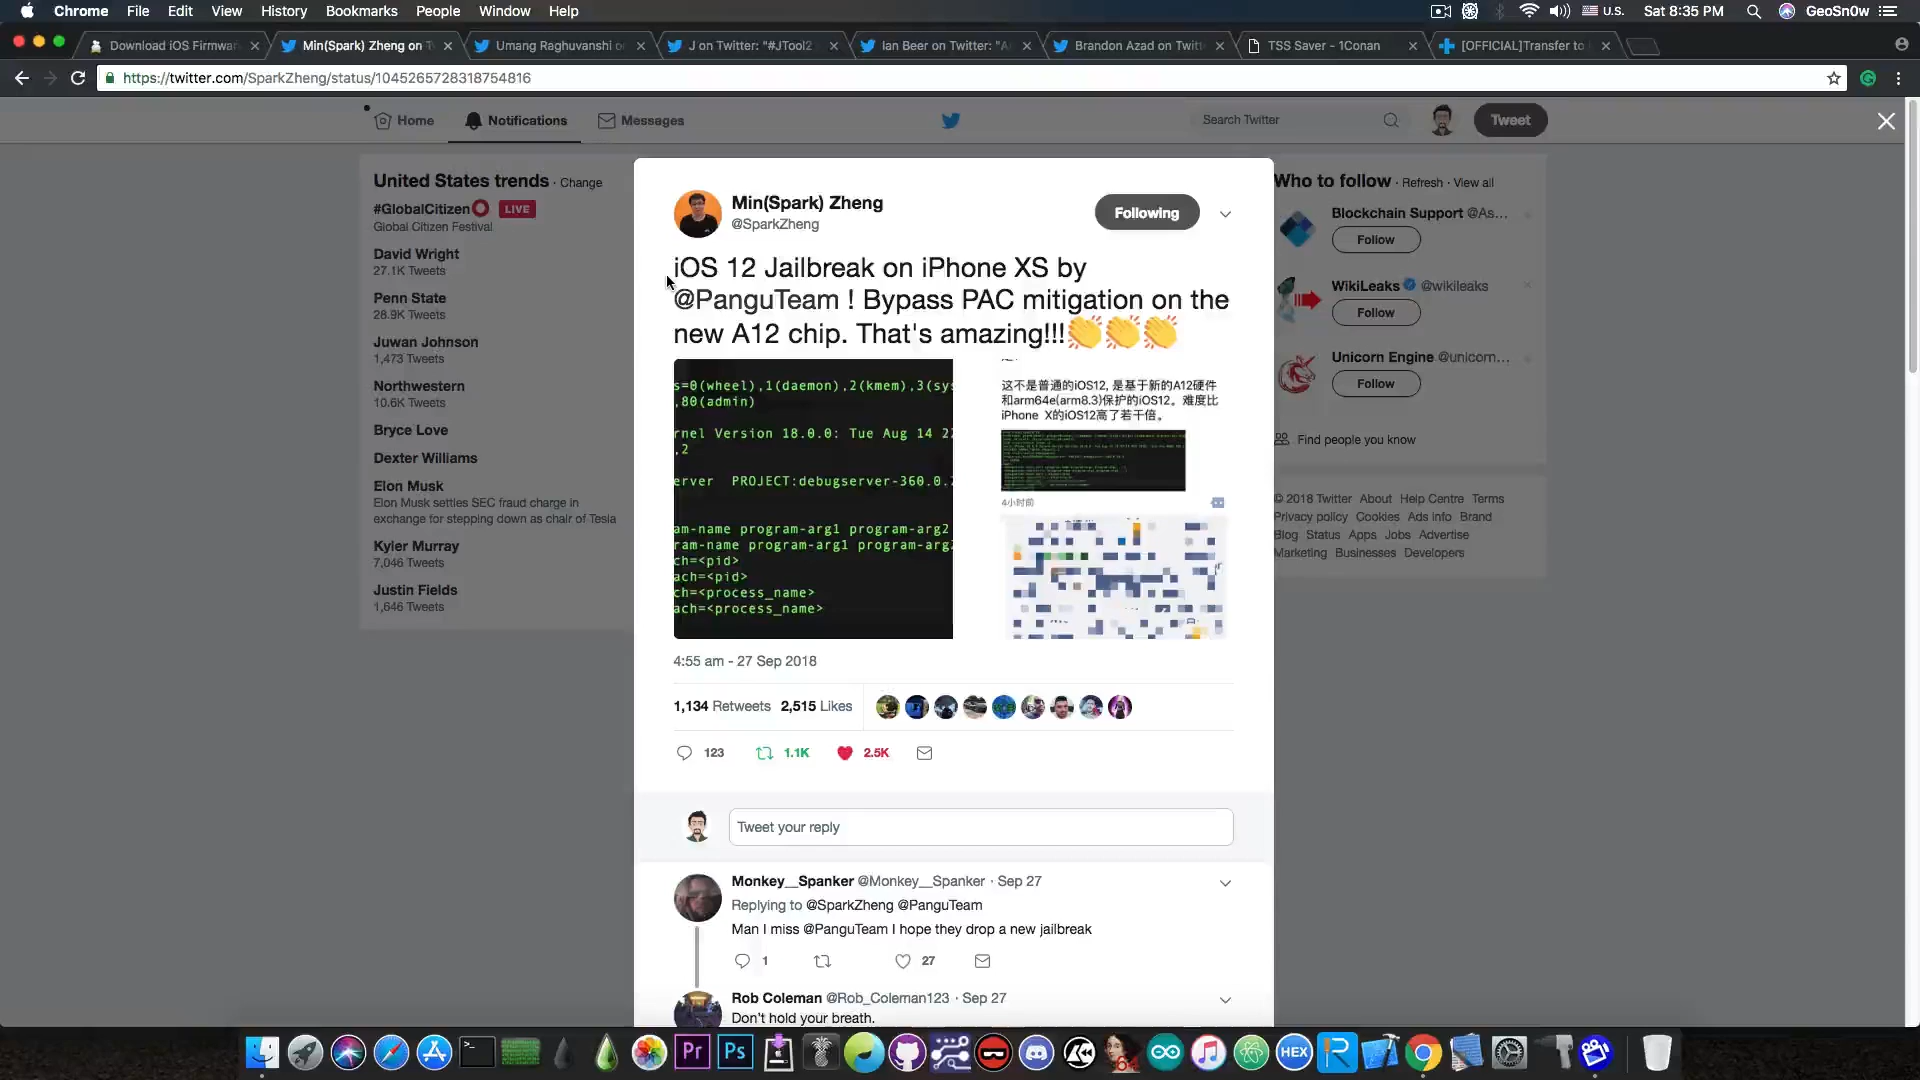 Chrome File Edit View History Bookmarks People Window Help
U.S. Sat 8:35 PM GeoSn0w
Download iOS Firmwar
Min(Spark) Zheng on T
Umang Raghuvanshi o
J on Twitter: "#JTool2
Ian Beer on Twitter: "A
Brandon Azad on Twitt
TSS Saver - 1Conan
[OFFICIAL]Transfer to
https://twitter.com/SparkZheng/status/1045265728318754816
Home Notifications Messages
Search Twitter
Tweet
United States trends · Change
#GlobalCitizen LIVE
Global Citizen Festival
David Wright
27.1K Tweets
Penn State
28.9K Tweets
Juwan Johnson
1,473 Tweets
Northwestern
10.6K Tweets
Bryce Love
Dexter Williams
Elon Musk
Elon Musk settles SEC fraud charge in
exchange for stepping down as chair of Tesla
Kyler Murray
7,046 Tweets
Justin Fields
1,646 Tweets
Min(Spark) Zheng
@SparkZheng
Following
iOS 12 Jailbreak on iPhone XS by
@PanguTeam ! Bypass PAC mitigation on the
new A12 chip. That's amazing!!!👏👏👏
s=0(wheel),1(daemon),2(kmem),3(sys
,80(admin)
rnel Version 18.0.0: Tue Aug 14 2
,2
erver PROJECT:debugserver-360.0.
am-name program-arg1 program-arg2
ram-name program-arg1 program-arg
ch=<pid>
ach=<pid>
ch=<process_name>
ach=<process_name>
这不是普通的iOS12, 是基于新的A12硬件
和arm64e(arm8.3)保护的iOS12。难度比
iPhone X的iOS12高了若干倍。
4小时前
4:55 am - 27 Sep 2018
1,134 Retweets 2,515 Likes
123 1.1K 2.5K
Tweet your reply
Monkey__Spanker @Monkey__Spanker · Sep 27
Replying to @SparkZheng @PanguTeam
Man I miss @PanguTeam I hope they drop a new jailbreak
1 27
Rob Coleman @Rob_Coleman123 · Sep 27
Don't hold your breath.
Who to follow · Refresh · View all
Blockchain Support @As...
Follow
WikiLeaks @wikileaks
Follow
Unicorn Engine @unicorn...
Follow
Find people you know
© 2018 Twitter About Help Centre Terms
Privacy policy Cookies Ads info Brand
Blog Status Apps Jobs Advertise
Marketing Businesses Developers
Pr Ps 64 HEX